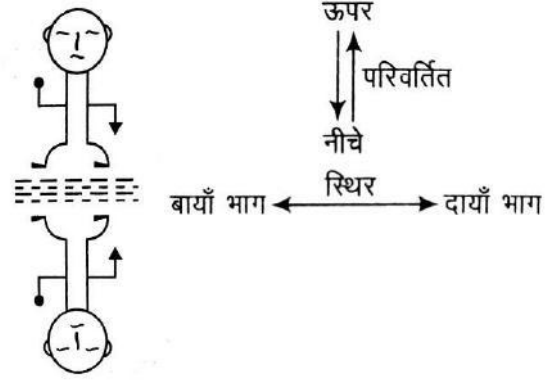 ऊपर
परिवर्तित
नीचे
स्थिर
बायाँ भाग
दायाँ भाग